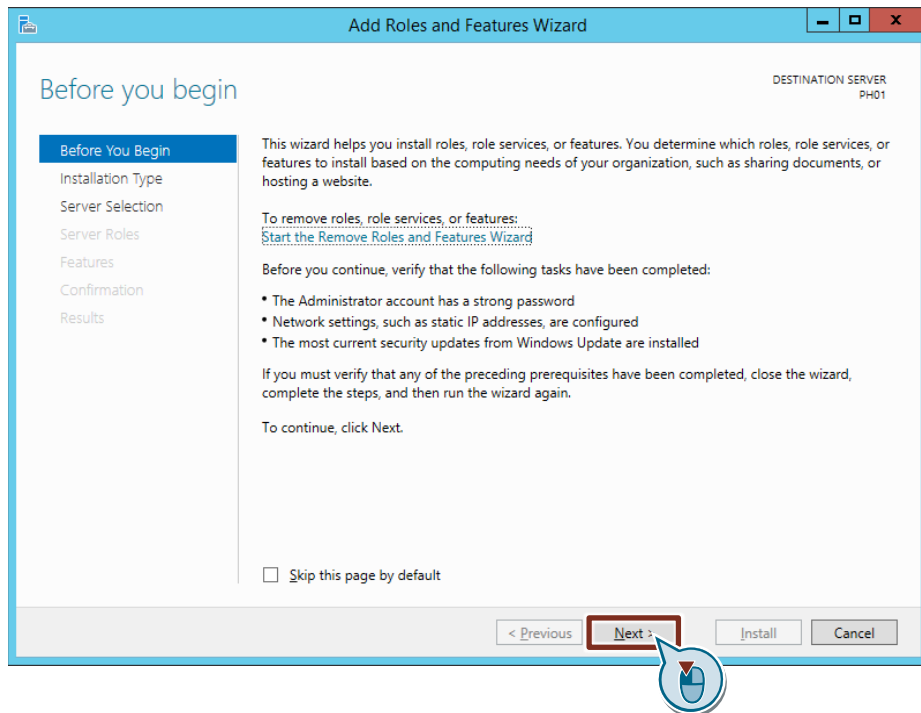 Add Roles and Features Wizard
Before you begin
DESTINATION SERVER
PH01
Before You Begin
Installation Type
Server Selection
Server Roles
Features
Confirmation
Results
This wizard helps you install roles, role services, or features. You determine which roles, role services, or
features to install based on the computing needs of your organization, such as sharing documents, or
hosting a website.
To remove roles, role services, or features:
Start the Remove Roles and Features Wizard
Before you continue, verify that the following tasks have been completed:
• The Administrator account has a strong password
• Network settings, such as static IP addresses, are configured
• The most current security updates from Windows Update are installed
If you must verify that any of the preceding prerequisites have been completed, close the wizard,
complete the steps, and then run the wizard again.
To continue, click Next.
Skip this page by default
< Previous
Next >
Install
Cancel